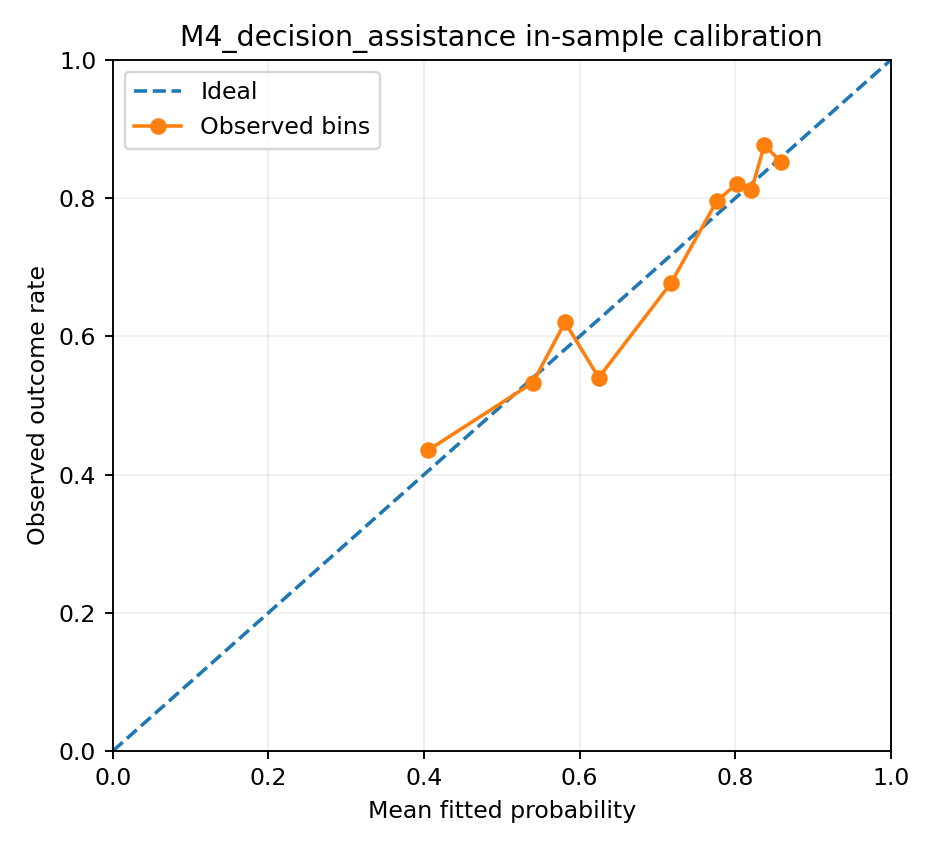 M4_decision_assistance in-sample calibration
Ideal
Observed bins
1.0
0.8
0.6
0.4
0.2
0.0
Observed outcome rate
0.0 0.2 0.4 0.6 0.8 1.0
Mean fitted probability